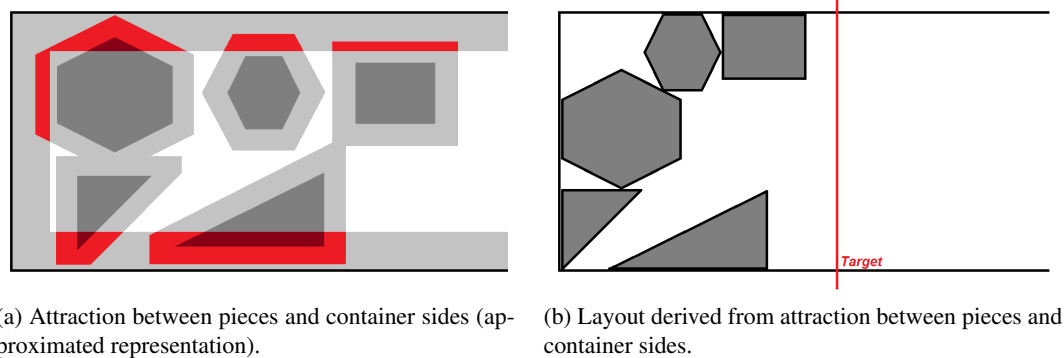 Target
(a) Attraction between pieces and container sides (ap-
proximated representation).
(b) Layout derived from attraction between pieces and
container sides.